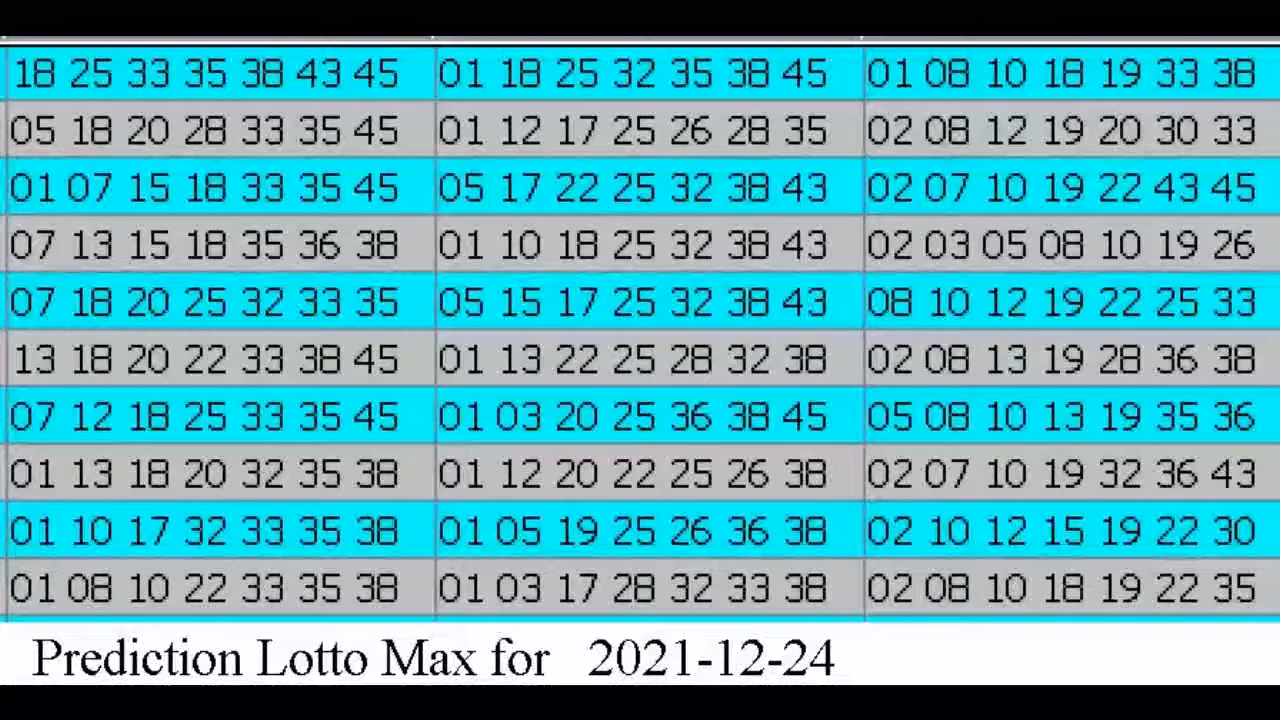 18 25 33 35 38 43 45 01 18 25 32 35 38 45 01 08 10 18 19 33 38
05 18 20 28 33 35 45 01 12 17 25 26 28 35 02 08 12 19 20 30 33
01 07 15 18 33 35 45 05 17 22 25 32 38 43 02 07 10 19 22 43 45
07 13 15 18 35 36 38 01 10 18 25 32 38 43 02 03 05 08 10 19 26
07 18 20 25 32 33 35 05 15 17 25 32 38 43 08 10 12 19 22 25 33
13 18 20 22 33 38 45 01 13 22 25 28 32 38 02 08 13 19 28 36 38
07 12 18 25 33 35 45 01 03 20 25 36 38 45 05 08 10 13 19 35 36
01 13 18 20 32 35 38 01 12 20 22 25 26 38 02 07 10 19 32 36 43
01 10 17 32 33 35 38 01 05 19 25 26 36 38 02 10 12 15 19 22 30
01 08 10 22 33 35 38 01 03 17 28 32 33 38 02 08 10 18 19 22 35
Prediction Lotto Max for 2021-12-24